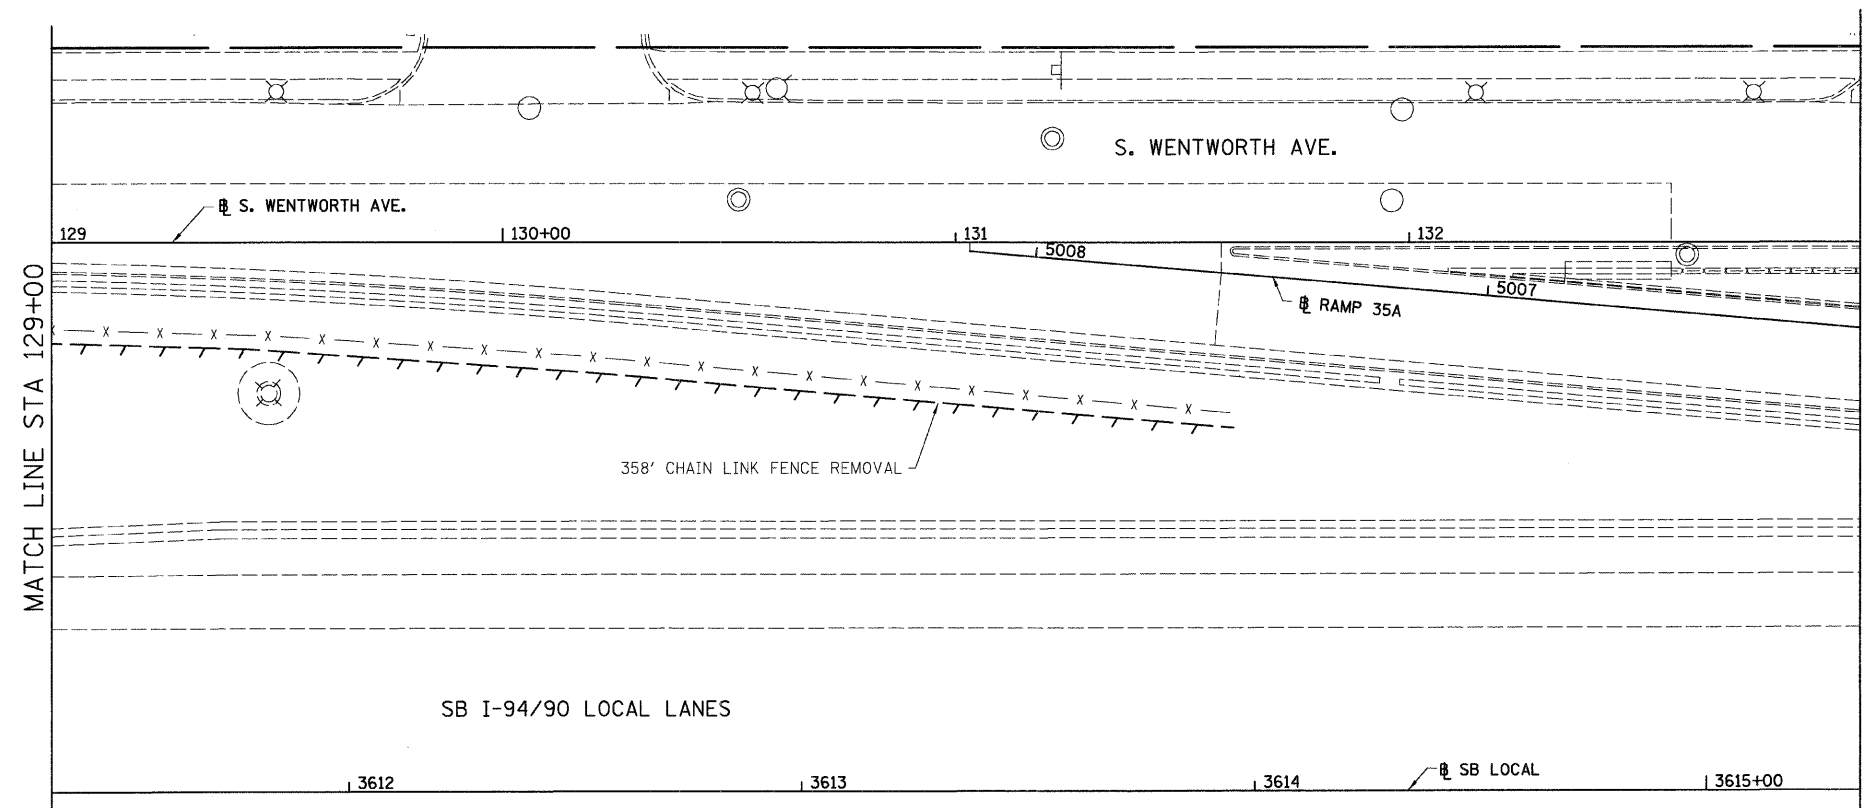 S. WENTWORTH AVE.
℄ S. WENTWORTH AVE.
129
130+00
131
132
5008
5007
℄ RAMP 35A
MATCH LINE STA 129+00
358' CHAIN LINK FENCE REMOVAL
SB I-94/90 LOCAL LANES
℄ SB LOCAL
3612
3613
3614
3615+00